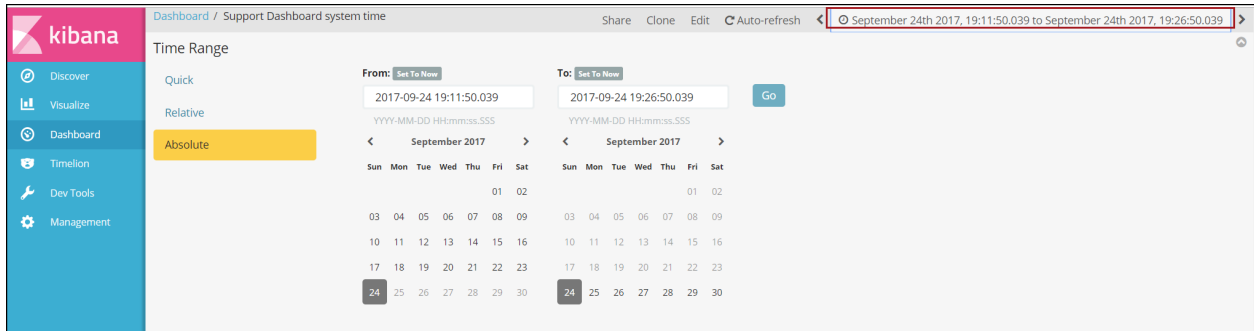 kibana
Discover
Visualize
Dashboard
Timelion
Dev Tools
Management
Dashboard / Support Dashboard system time
Share Clone Edit Auto-refresh September 24th 2017, 19:11:50.039 to September 24th 2017, 19:26:50.039
Time Range
Quick
Relative
Absolute
From: Set To Now
2017-09-24 19:11:50.039
YYYY-MM-DD HH:mm:ss.SSS
September 2017
Sun Mon Tue Wed Thu Fri Sat
01 02
03 04 05 06 07 08 09
10 11 12 13 14 15 16
17 18 19 20 21 22 23
24 25 26 27 28 29 30
To: Set To Now
2017-09-24 19:26:50.039
YYYY-MM-DD HH:mm:ss.SSS
September 2017
Sun Mon Tue Wed Thu Fri Sat
01 02
03 04 05 06 07 08 09
10 11 12 13 14 15 16
17 18 19 20 21 22 23
24 25 26 27 28 29 30
Go